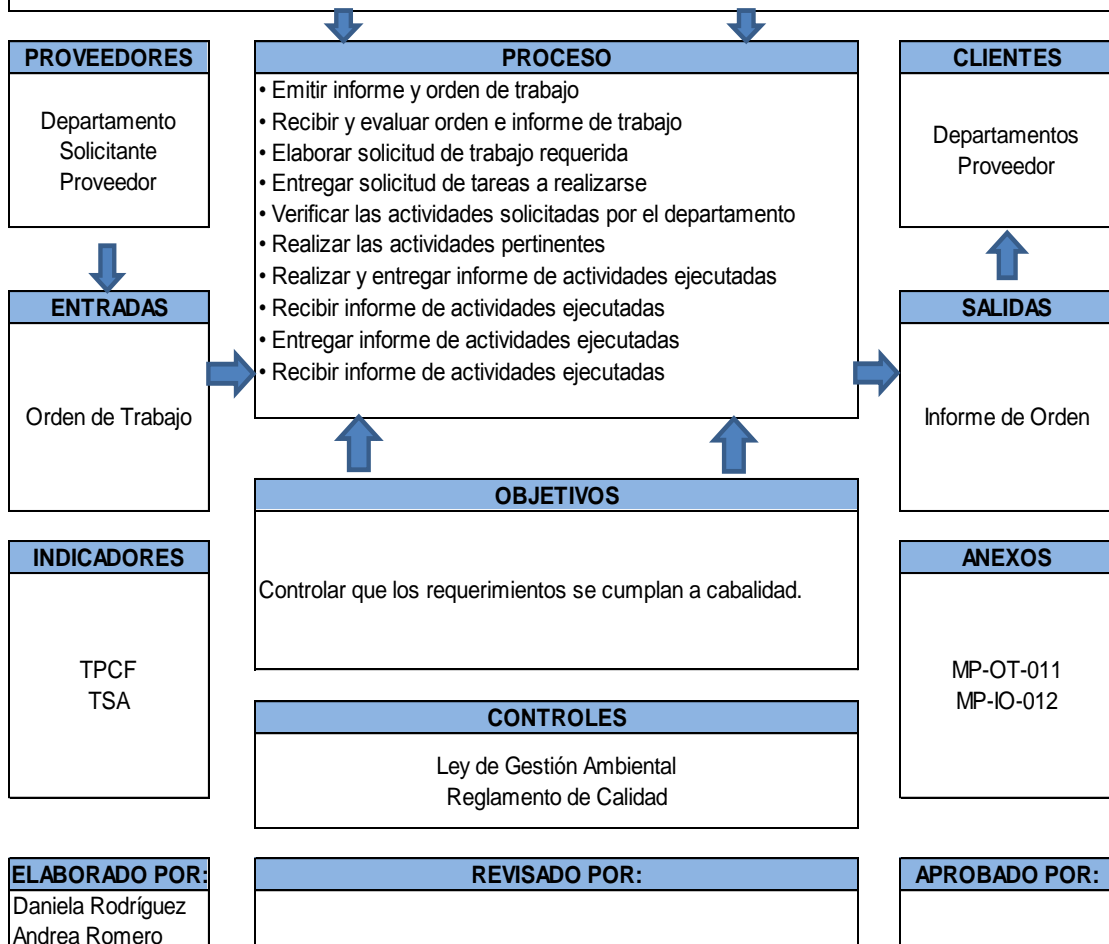 PROVEEDORES
Departamento
Solicitante
Proveedor
PROCESO
• Emitir informe y orden de trabajo
• Recibir y evaluar orden e informe de trabajo
• Elaborar solicitud de trabajo requerida
• Entregar solicitud de tareas a realizarse
• Verificar las actividades solicitadas por el departamento
• Realizar las actividades pertinentes
• Realizar y entregar informe de actividades ejecutadas
• Recibir informe de actividades ejecutadas
• Entregar informe de actividades ejecutadas
• Recibir informe de actividades ejecutadas
CLIENTES
Departamentos
Proveedor
ENTRADAS
Orden de Trabajo
SALIDAS
Informe de Orden
OBJETIVOS
Controlar que los requerimientos se cumplan a cabalidad.
INDICADORES
TPCF
TSA
ANEXOS
MP-OT-011
MP-IO-012
CONTROLES
Ley de Gestión Ambiental
Reglamento de Calidad
ELABORADO POR:
Daniela Rodríguez
Andrea Romero
REVISADO POR:
APROBADO POR: